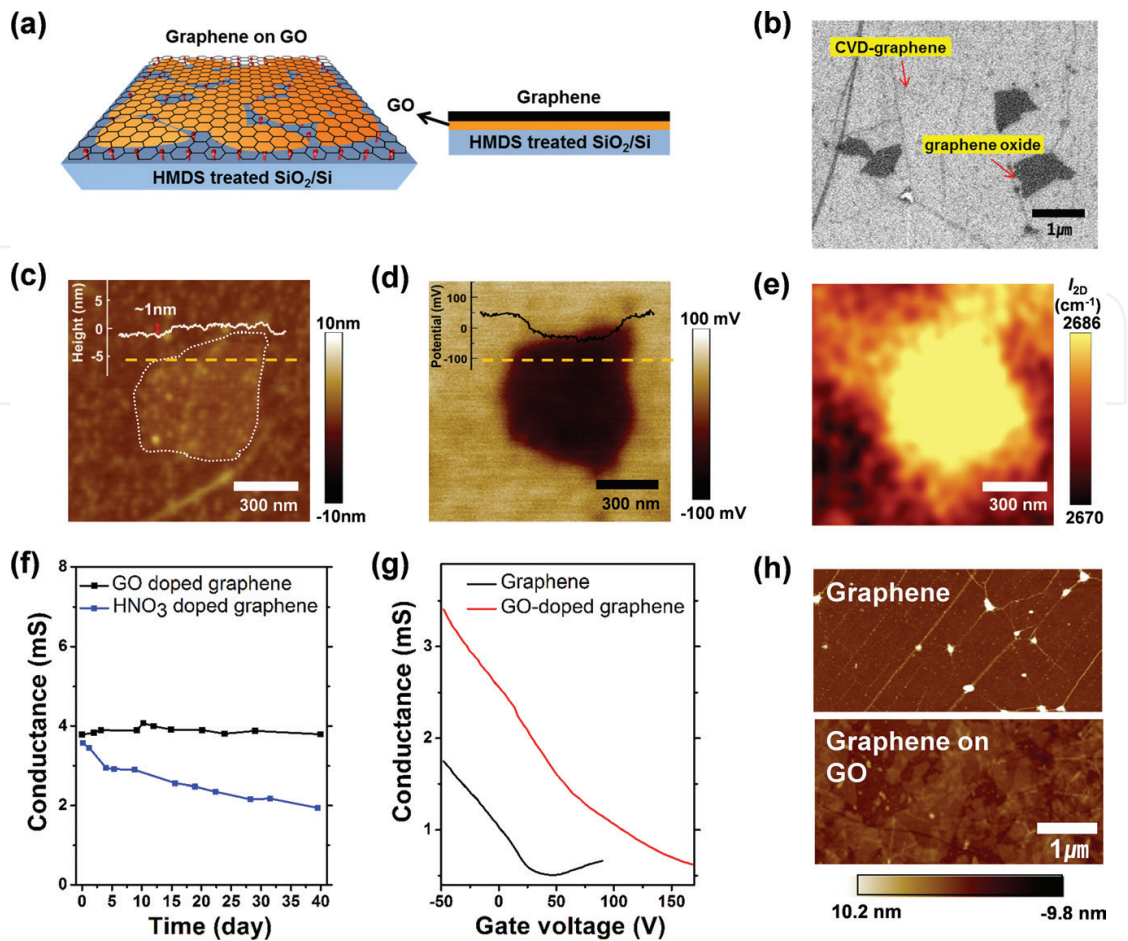 (a)
Graphene on GO
HMDS treated SiO₂/Si
GO
Graphene
HMDS treated SiO₂/Si
(b)
CVD-graphene
graphene oxide
1㎛
(c)
Height (nm)
5
0
-5
~1nm
10nm
-10nm
300 nm
(d)
Potential (mV)
100
0
-100
100 mV
-100 mV
300 nm
(e)
I2D
(cm⁻¹)
2686
2670
300 nm
(f)
GO doped graphene
HNO₃ doped graphene
Conductance (mS)
8
6
4
2
0
0 5 10 15 20 25 30 35 40
Time (day)
(g)
Graphene
GO-doped graphene
Conductance (mS)
3
2
1
-50 0 50 100 150
Gate voltage (V)
(h)
Graphene
Graphene on
GO
1㎛
10.2 nm
-9.8 nm